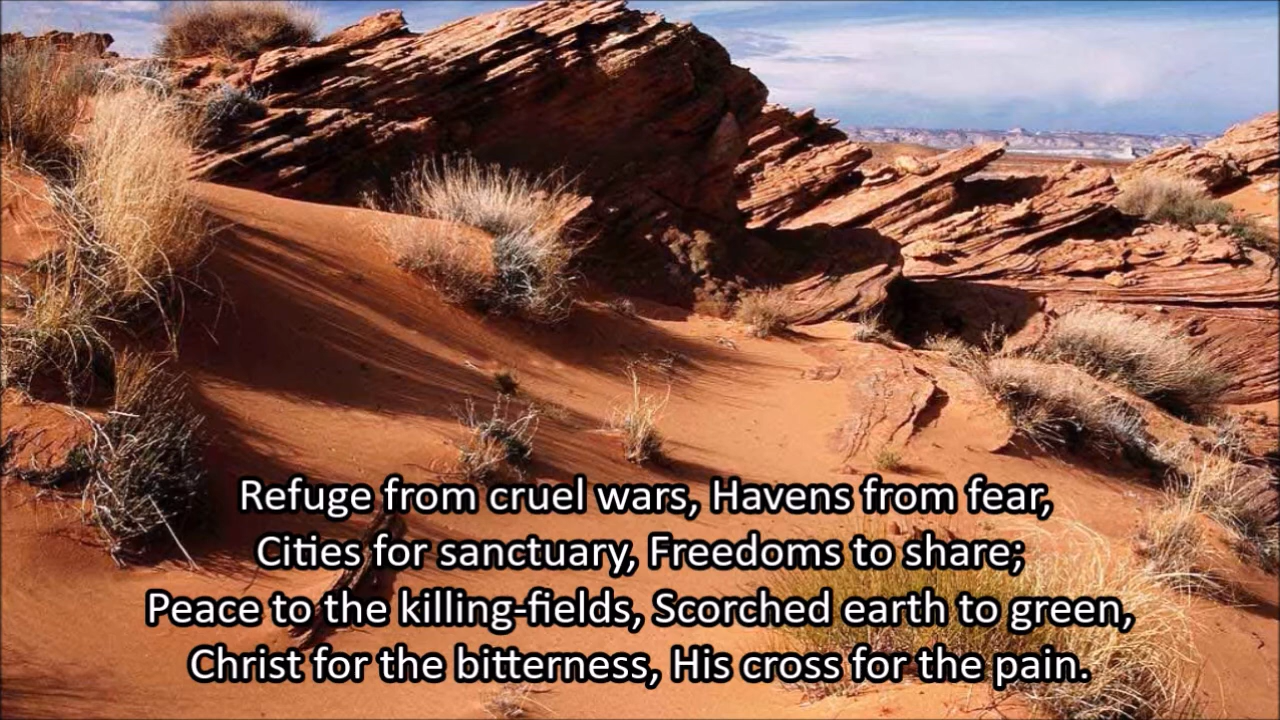 Refuge from cruel wars, Havens from fear,
Cities for sanctuary, Freedoms to share;
Peace to the killing-fields, Scorched earth to green,
Christ for the bitterness, His cross for the pain.